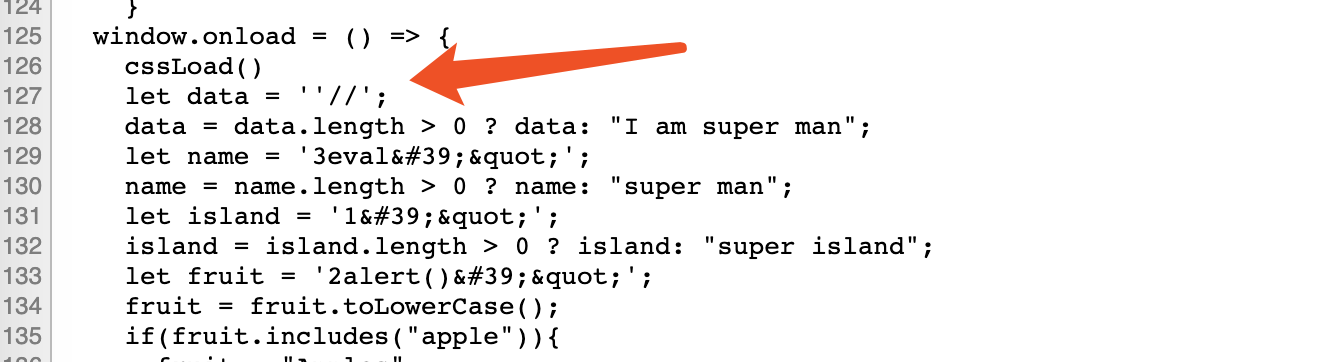 124 }
125 window.onload = () => {
126 cssLoad()
127 let data = ''//';
128 data = data.length > 0 ? data: "I am super man";
129 let name = '3eval&#39;&quot;';
130 name = name.length > 0 ? name: "super man";
131 let island = '1&#39;&quot;';
132 island = island.length > 0 ? island: "super island";
133 let fruit = '2alert()&#39;&quot;';
134 fruit = fruit.toLowerCase();
135 if(fruit.includes("apple")){